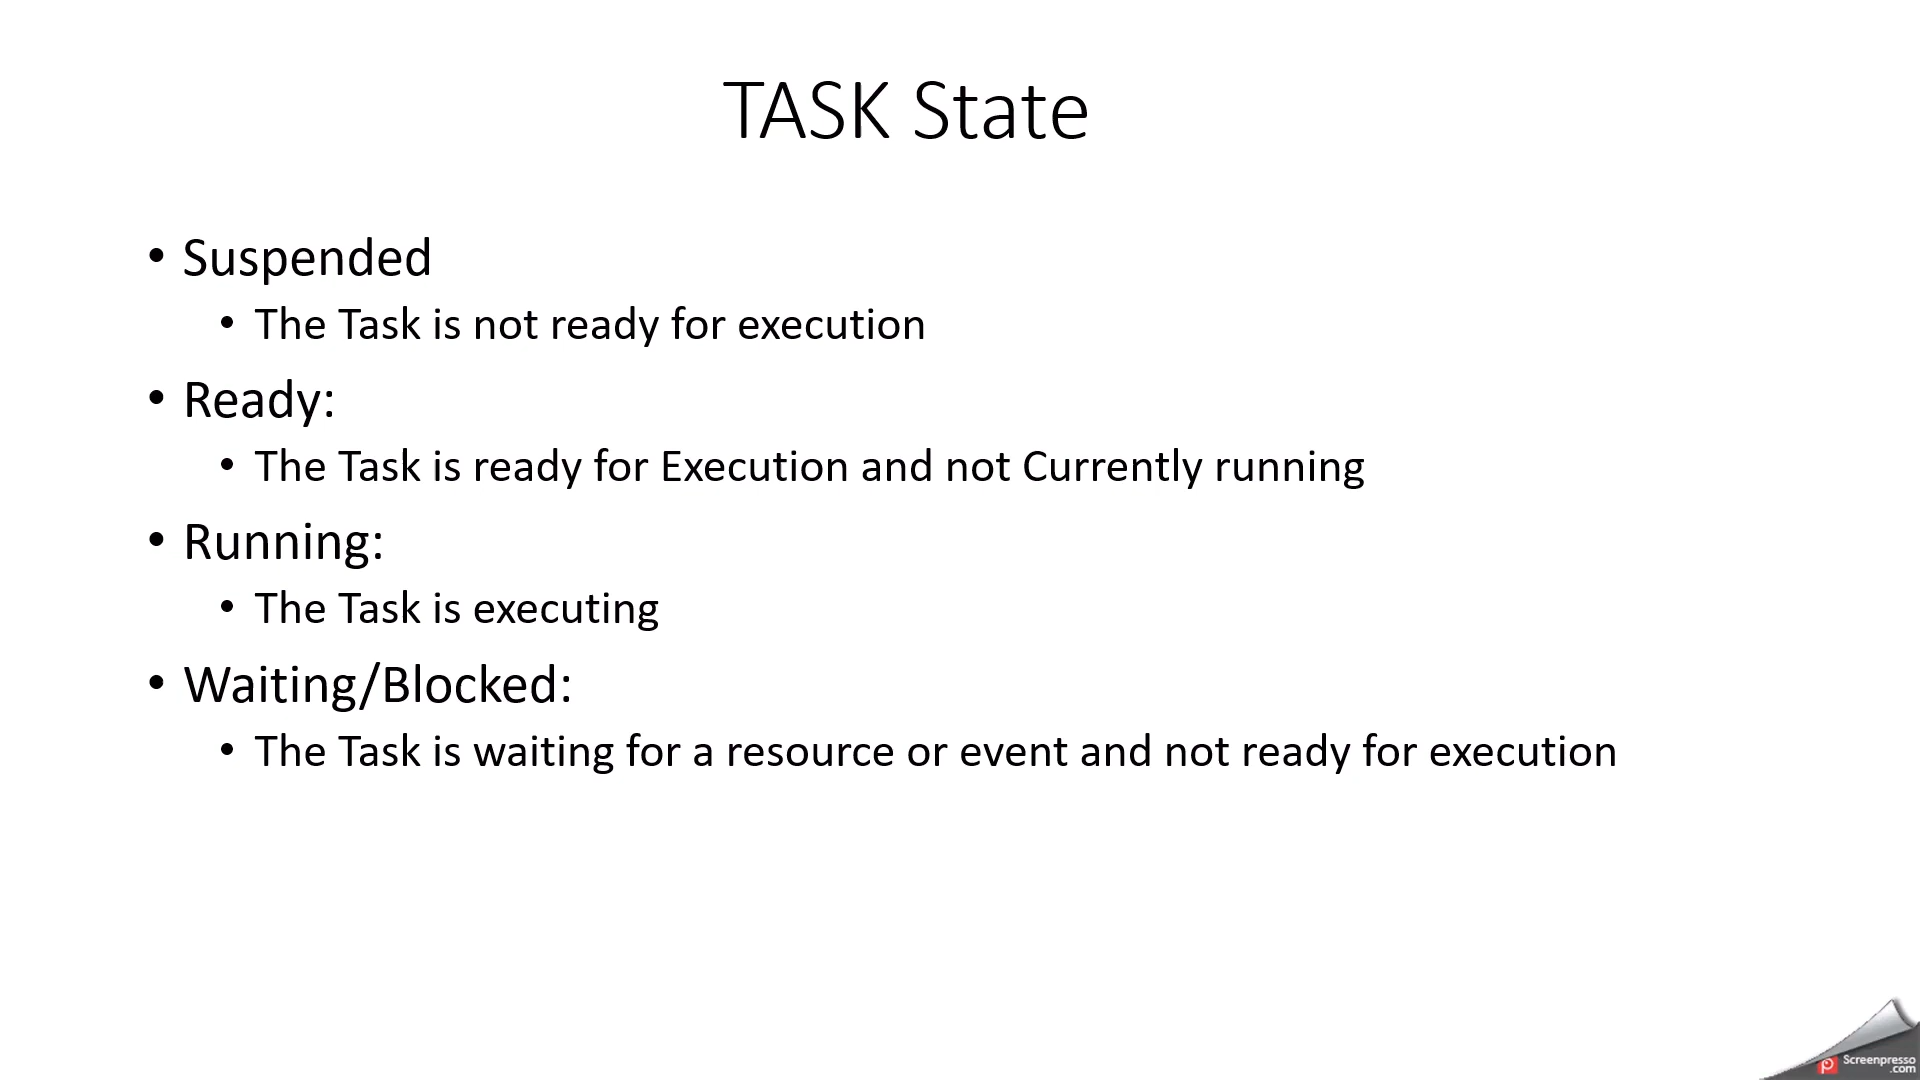 TASK State
• Suspended
• The Task is not ready for execution
• Ready:
• The Task is ready for Execution and not Currently running
• Running:
• The Task is executing
• Waiting/Blocked:
• The Task is waiting for a resource or event and not ready for execution
Screenpresso
.com